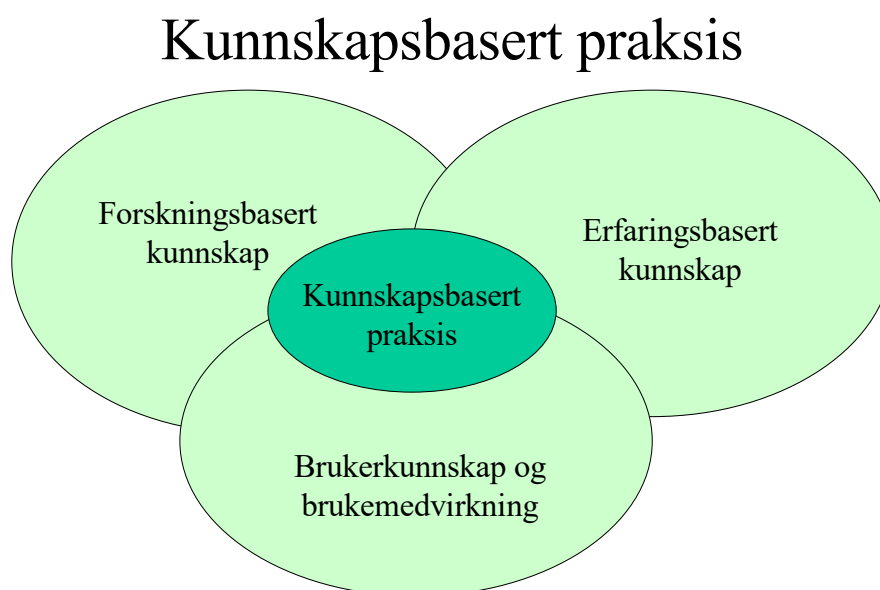 Kunnskapsbasert praksis
Forskningsbasert
kunnskap
Erfaringsbasert
kunnskap
Kunnskapsbasert
praksis
Brukerkunnskap og
brukemedvirkning